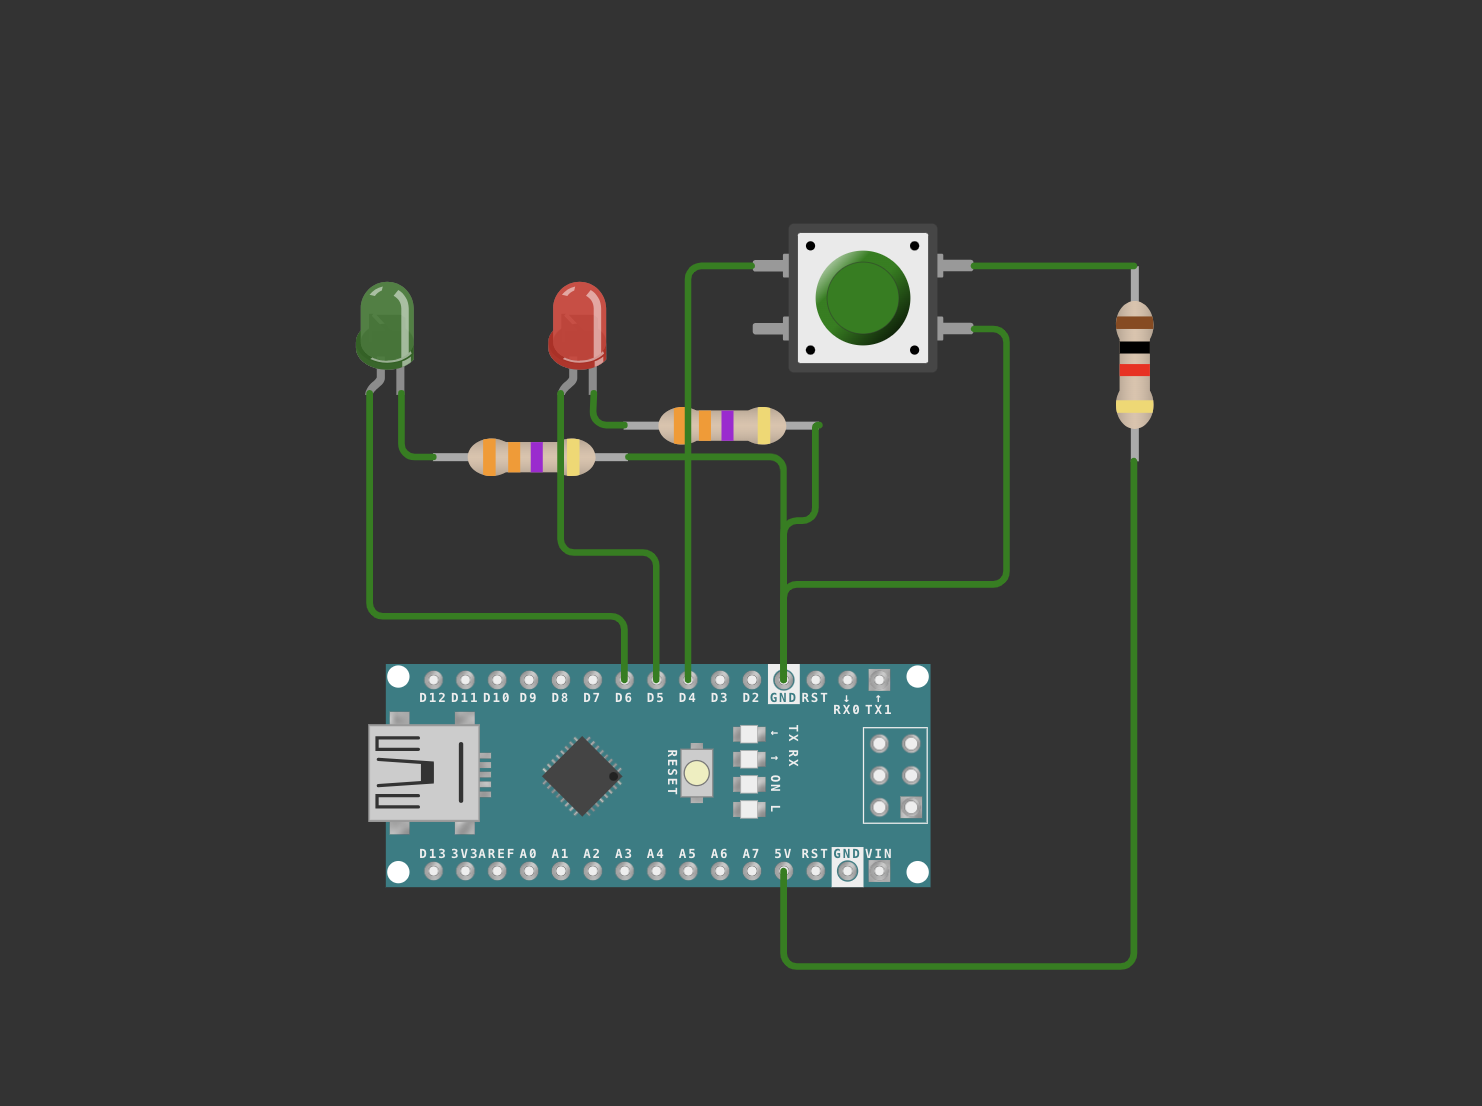 D12 D11 D10 D9 D8 D7 D6 D5 D4 D3 D2 GND RST ↓ ↑
RX0 TX1
RESET
TX ←
RX →
ON
L
D13 3V3 AREF A0 A1 A2 A3 A4 A5 A6 A7 5V RST GND VIN